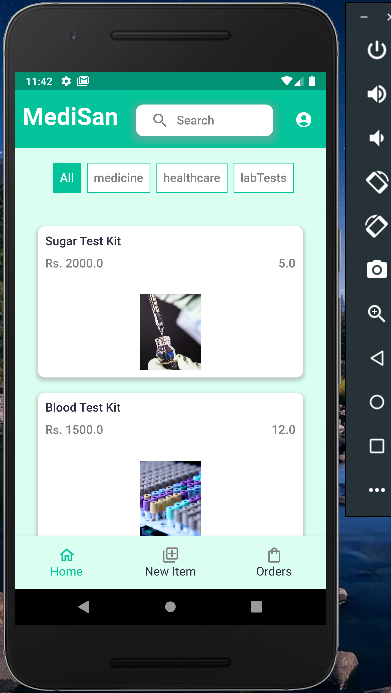 11:42
MediSan
Search
All medicine healthcare labTests
Sugar Test Kit
Rs. 2000.0 5.0
Blood Test Kit
Rs. 1500.0 12.0
Home New Item Orders